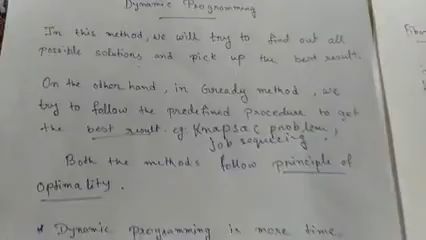 Dynamic Programming
In this method, we will try to find out all
possible solutions and pick up the best result.
On the other hand, in Gready method, we
try to follow the predefined procedure to get
the best result. eg Knapsac problem,
job sequecing.
Both the methods follow principle of
optimality.
Dynamic programming is more time